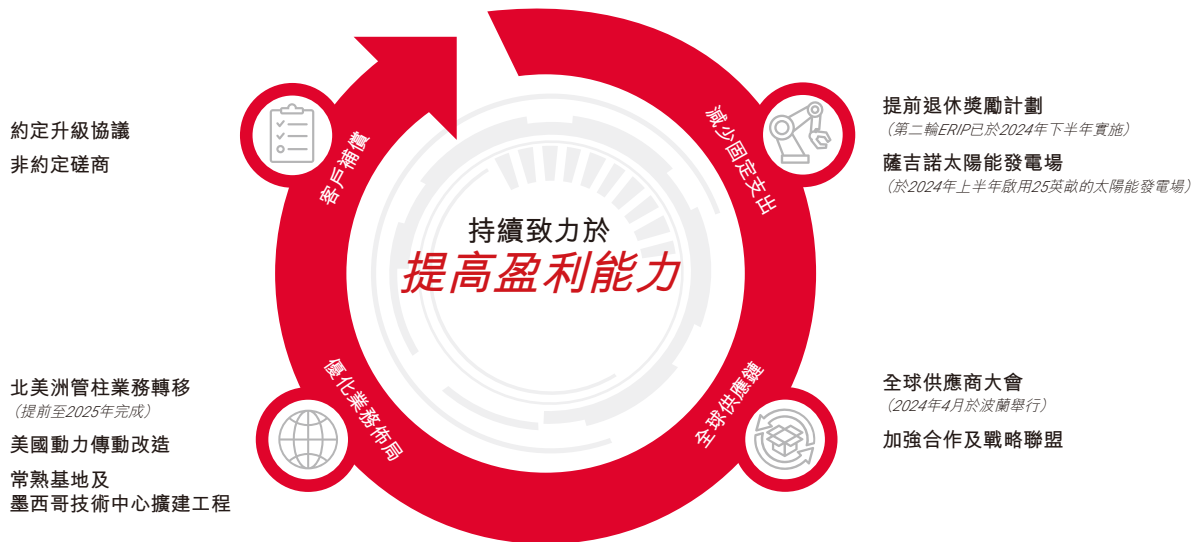 持續致力於
提高盈利能力
減少固定支出
提前退休獎勵計劃
（第二輪ERIP已於2024年下半年實施）
薩吉諾太陽能發電場
（於2024年上半年啟用25英畝的太陽能發電場）
全球供應鏈
全球供應商大會
（2024年4月於波蘭舉行）
加強合作及戰略聯盟
優化業務佈局
北美洲管柱業務轉移
（提前至2025年完成）
美國動力傳動改造
常熟基地及
墨西哥技術中心擴建工程
客戶補償
約定升級協議
非約定磋商